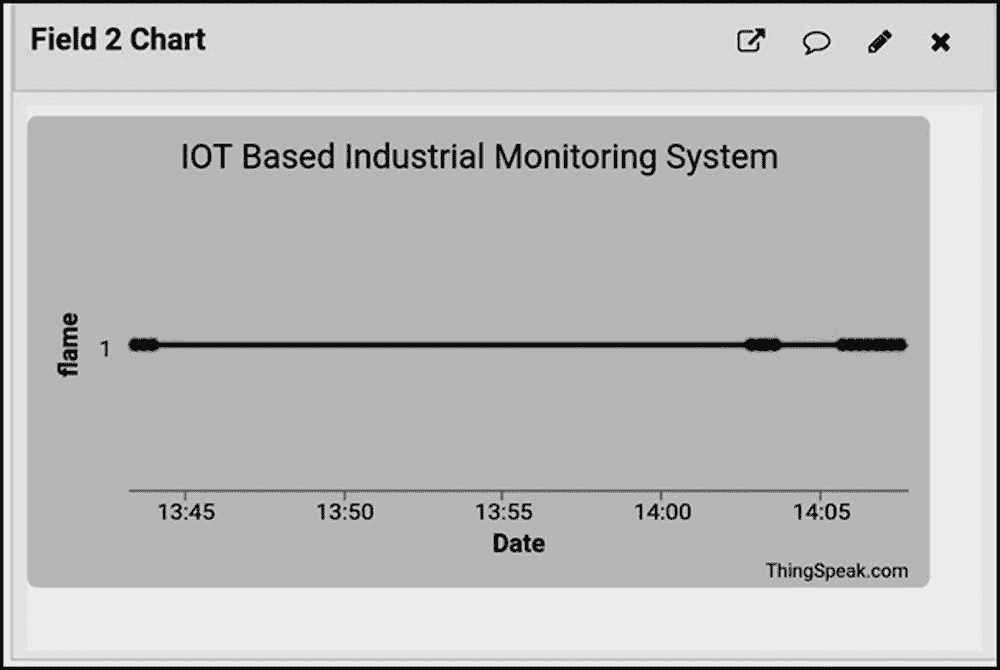 Field 2 Chart
IOT Based Industrial Monitoring System
flame
1
13:45 13:50 13:55 14:00 14:05
Date
ThingSpeak.com